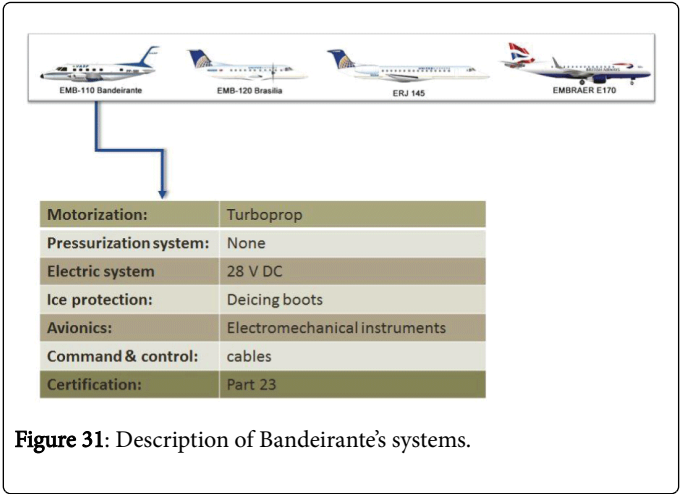 EMB-110 Bandeirante EMB-120 Brasilia ERJ 145 EMBRAER E170
Motorization: Turboprop
Pressurization system: None
Electric system 28 V DC
Ice protection: Deicing boots
Avionics: Electromechanical instruments
Command & control: cables
Certification: Part 23
Figure 31: Description of Bandeirante’s systems.